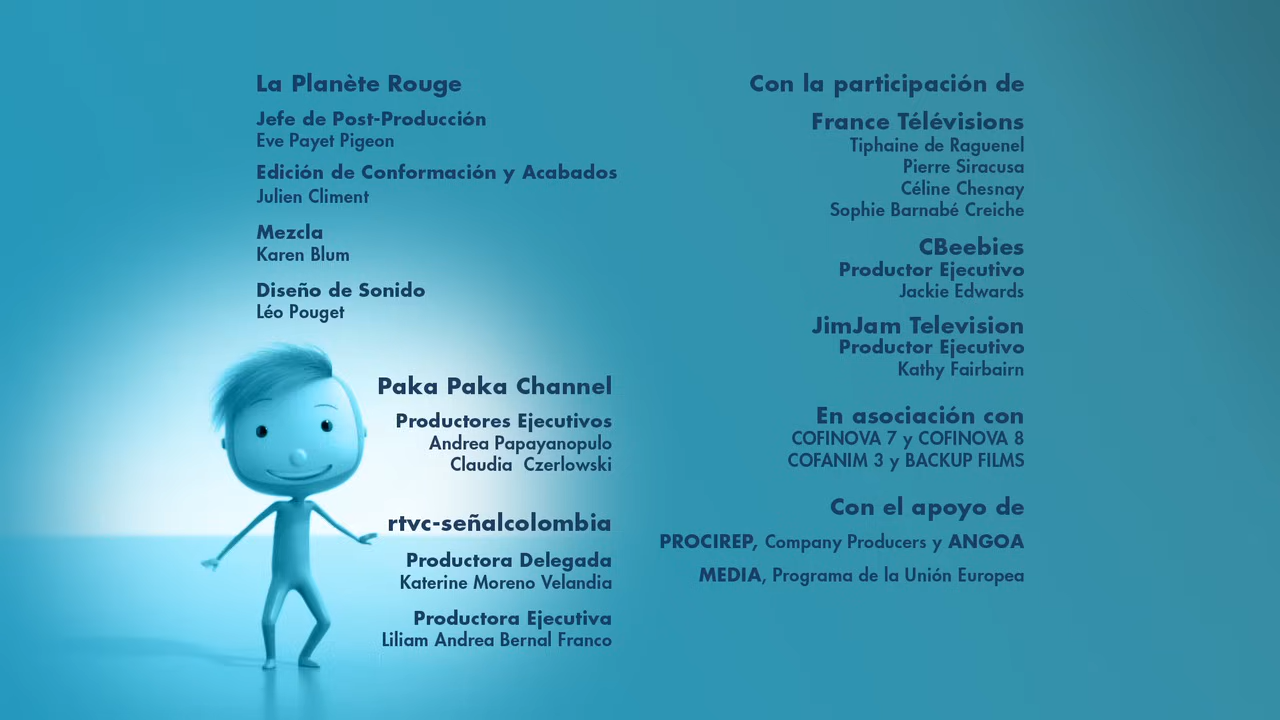 La Planète Rouge
Jefe de Post-Producción
Eve Payet Pigeon
Edición de Conformación y Acabados
Julien Climent
Mezcla
Karen Blum
Diseño de Sonido
Léo Pouget
Paka Paka Channel
Productores Ejecutivos
Andrea Papayanopulo
Claudia  Czerlowski
rtvc-señalcolombia
Productora Delegada
Katerine Moreno Velandia
Productora Ejecutiva
Liliam Andrea Bernal Franco
Con la participación de
France Télévisions
Tiphaine de Raguenel
Pierre Siracusa
Céline Chesnay
Sophie Barnabé Creiche
CBeebies
Productor Ejecutivo
Jackie Edwards
JimJam Television
Productor Ejecutivo
Kathy Fairbairn
En asociación con
COFINOVA 7 y COFINOVA 8
COFANIM 3 y BACKUP FILMS
Con el apoyo de
PROCIREP, Company Producers y ANGOA
MEDIA, Programa de la Unión Europea